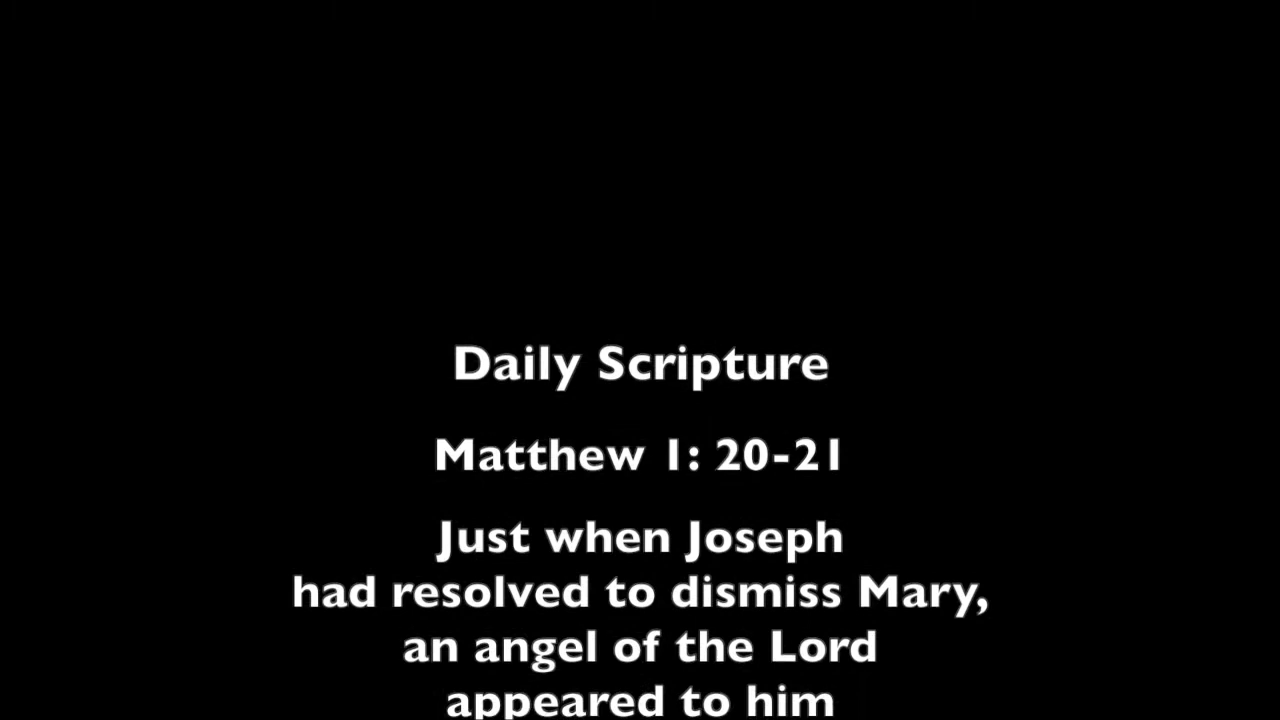 Daily Scripture
Matthew 1: 20-21
Just when Joseph
had resolved to dismiss Mary,
an angel of the Lord
appeared to him